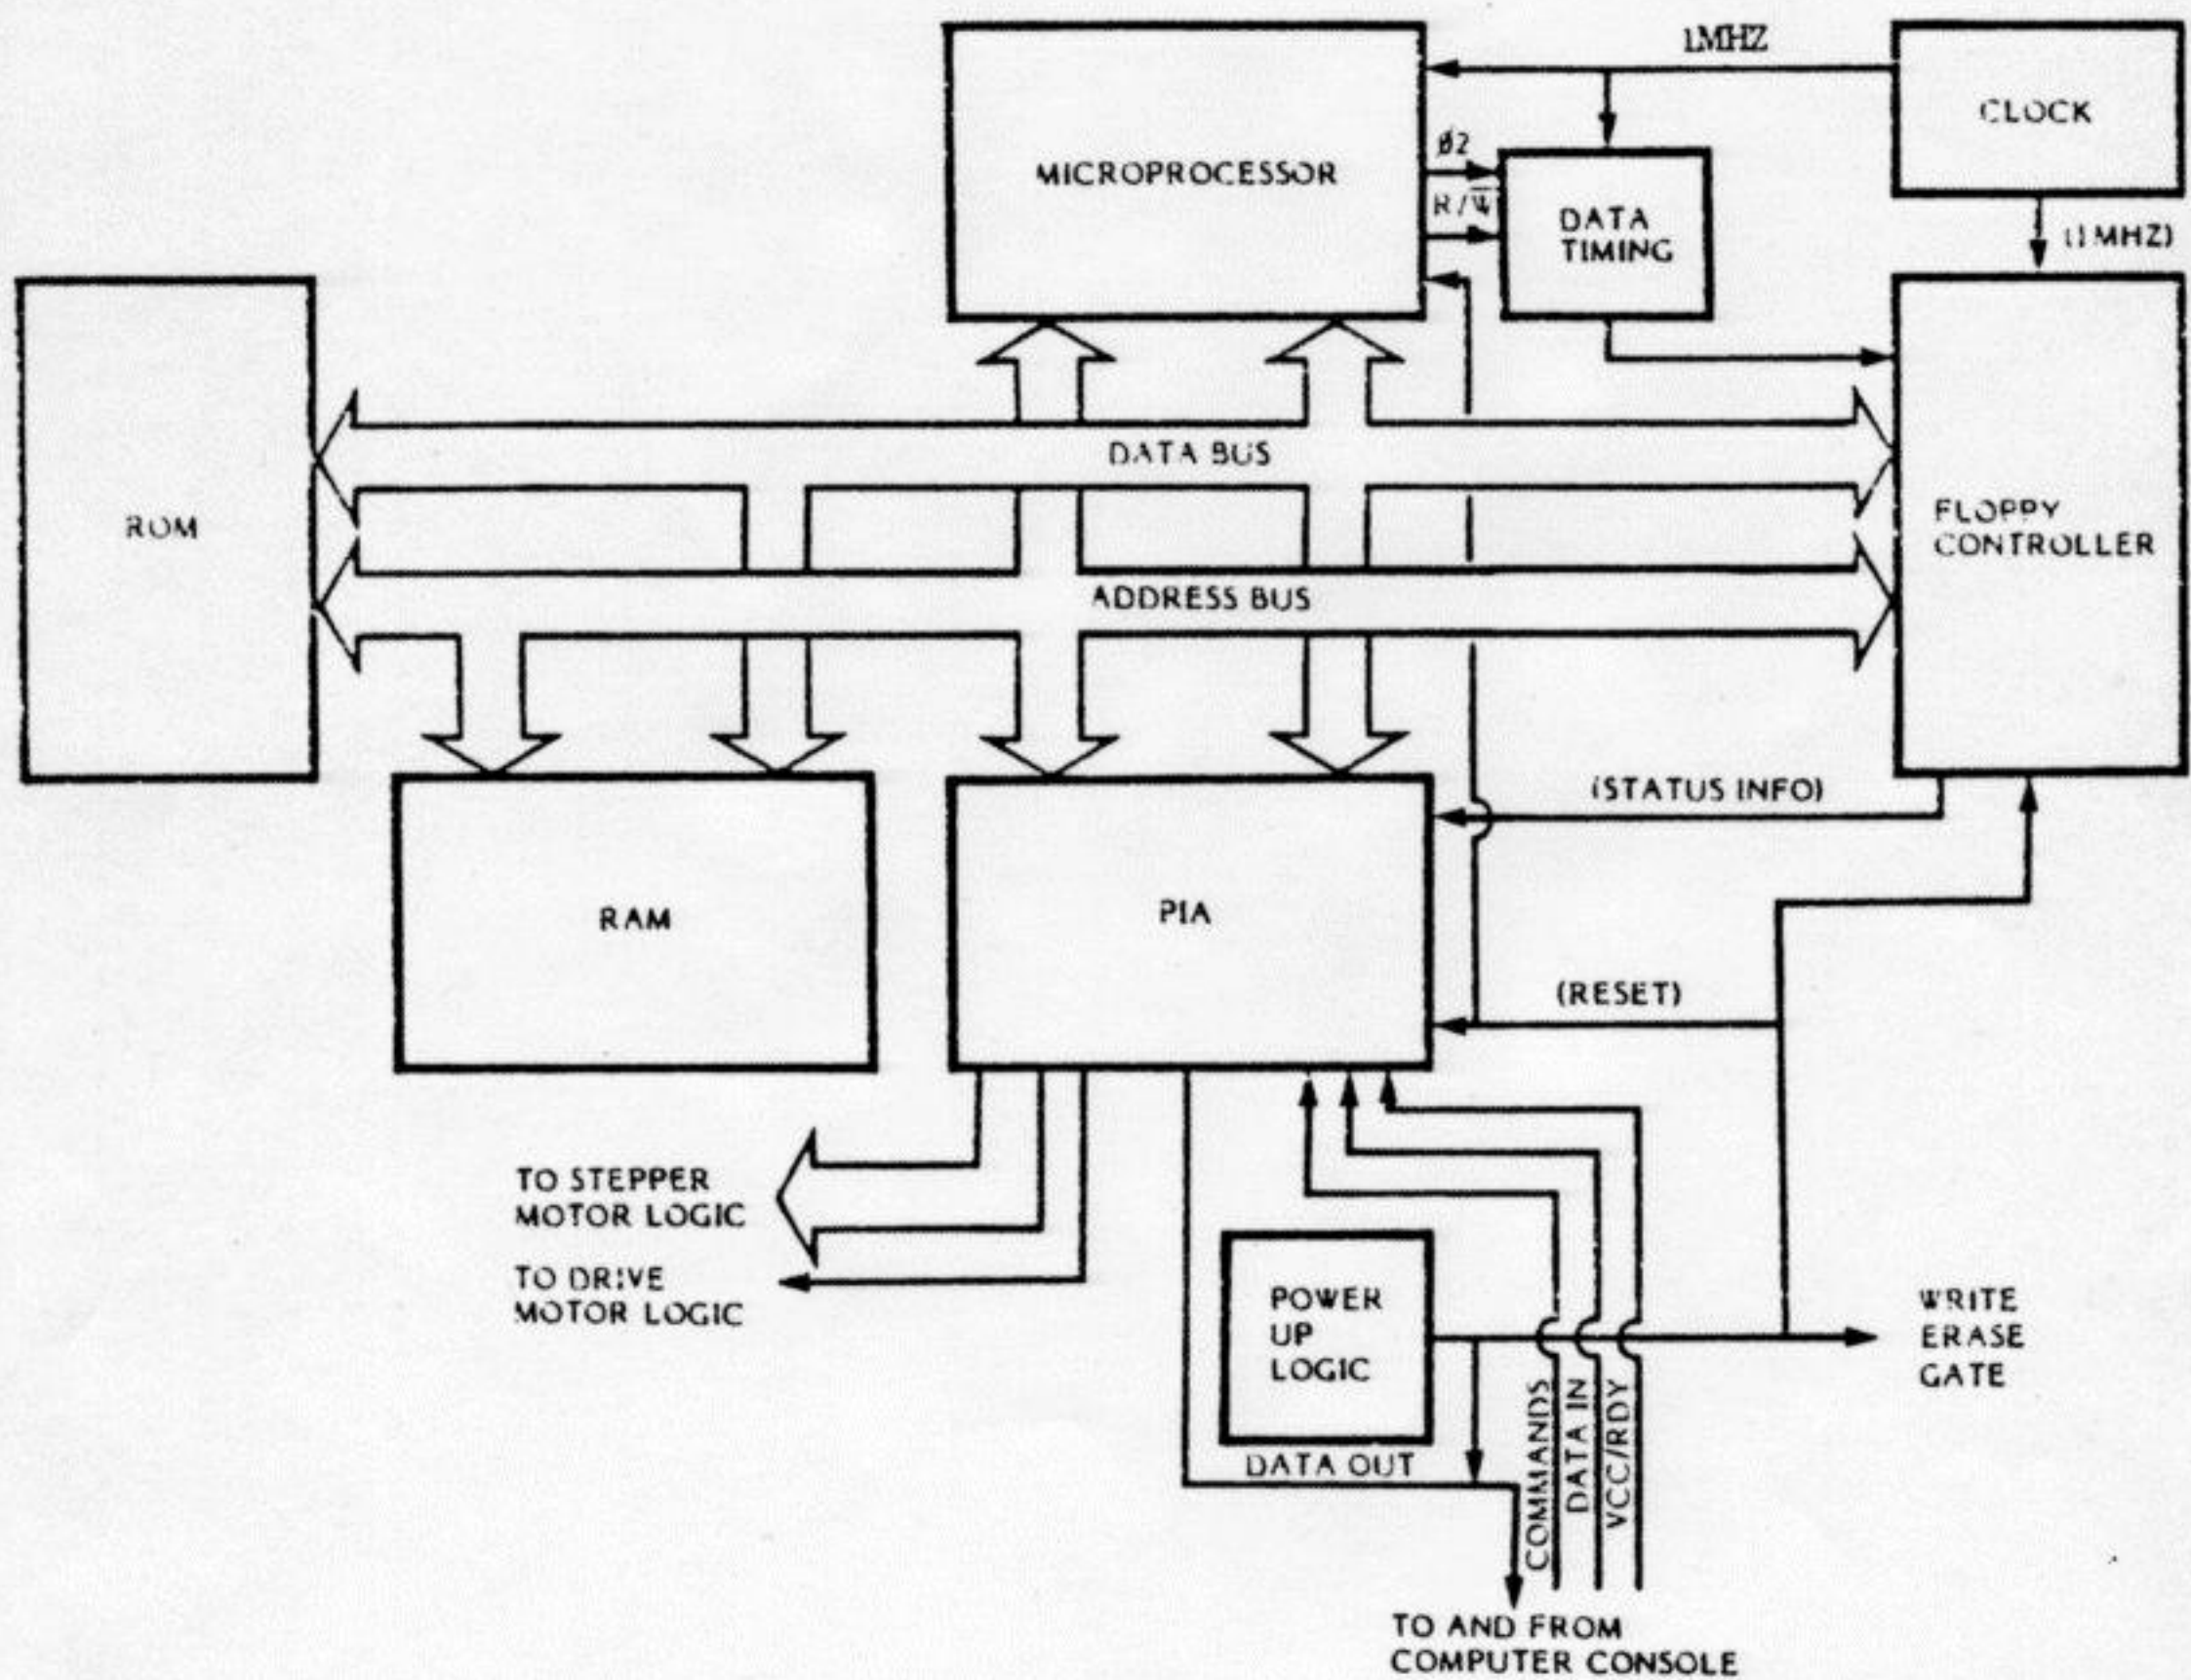 1MHZ
CLOCK
MICROPROCESSOR
ø2
R/W̅
DATA
TIMING
(1MHZ)
DATA BUS
ROM
FLOPPY
CONTROLLER
ADDRESS BUS
(STATUS INFO)
RAM
PIA
(RESET)
TO STEPPER
MOTOR LOGIC
TO DRIVE
MOTOR LOGIC
POWER
UP
LOGIC
WRITE
ERASE
GATE
DATA OUT
COMMANDS
DATA IN
VCC/RDY
TO AND FROM
COMPUTER CONSOLE